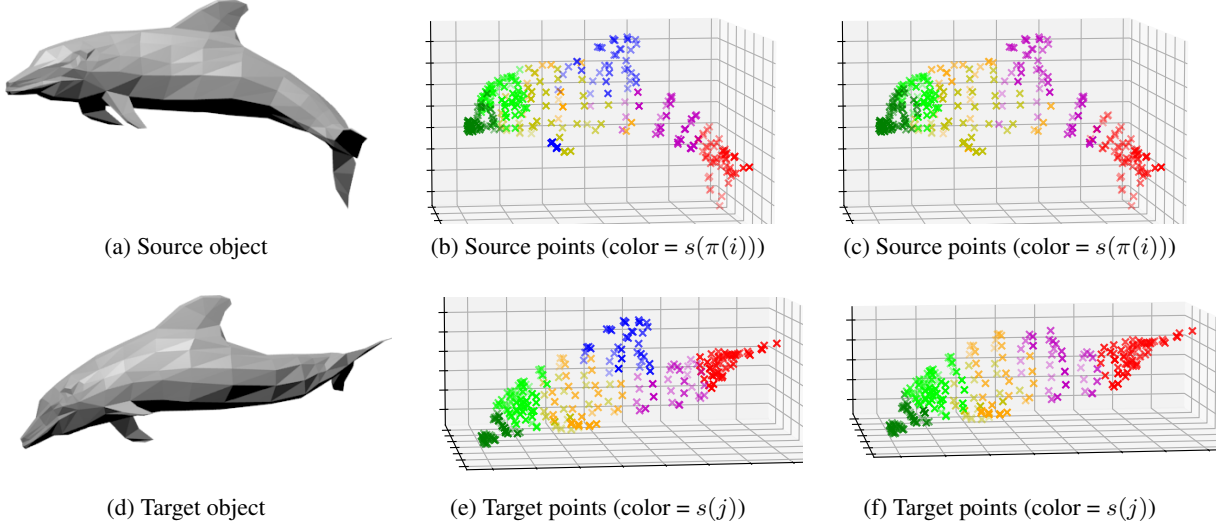 (a) Source object
(b) Source points (color = s(π(i)))
(c) Source points (color = s(π(i)))
(d) Target object
(e) Target points (color = s(j))
(f) Target points (color = s(j))